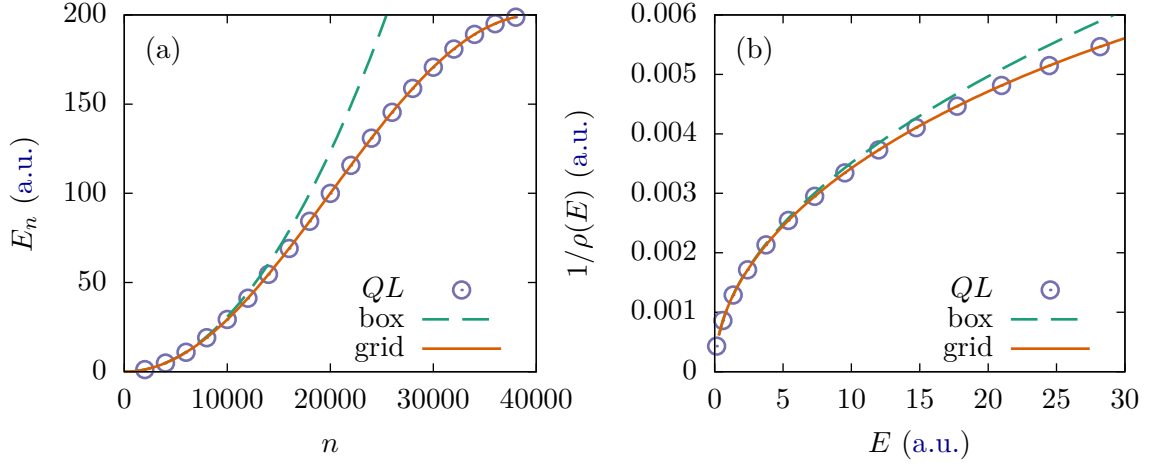 (a)
E_n (a.u.)
200
150
100
50
0
QL
box
grid
0 10000 20000 30000 40000
n
(b)
1/ρ(E) (a.u.)
0.006
0.005
0.004
0.003
0.002
0.001
0
QL
box
grid
0 5 10 15 20 25 30
E (a.u.)